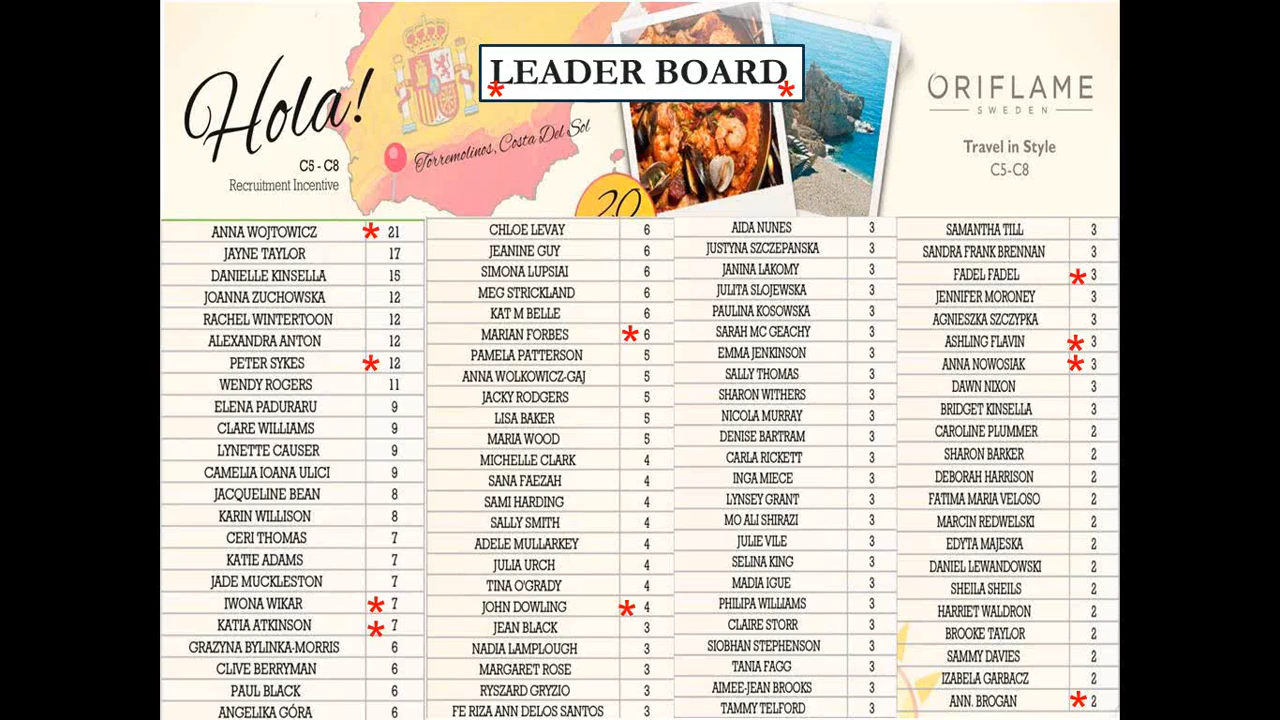 Hola!
C5 - C8
Recruitment Incentive
Torremolinos, Costa Del Sol
LEADER BOARD
* *
20
ORIFLAME
SWEDEN
Travel in Style
C5-C8
ANNA WOJTOWICZ * 21
JAYNE TAYLOR 17
DANIELLE KINSELLA 15
JOANNA ZUCHOWSKA 12
RACHEL WINTERTOON 12
ALEXANDRA ANTON 12
PETER SYKES * 12
WENDY ROGERS 11
ELENA PADURARU 9
CLARE WILLIAMS 9
LYNETTE CAUSER 9
CAMELIA IOANA ULICI 9
JACQUELINE BEAN 8
KARIN WILLISON 8
CERI THOMAS 7
KATIE ADAMS 7
JADE MUCKLESTON 7
IWONA WIKAR * 7
KATIA ATKINSON * 7
GRAZYNA BYLINKA-MORRIS 6
CLIVE BERRYMAN 6
PAUL BLACK 6
ANGELIKA GÓRA 6
CHLOE LEVAY 6
JEANINE GUY 6
SIMONA LUPSIAI 6
MEG STRICKLAND 6
KAT M BELLE 6
MARIAN FORBES * 6
PAMELA PATTERSON 5
ANNA WOLKOWICZ-GAJ 5
JACKY RODGERS 5
LISA BAKER 5
MARIA WOOD 5
MICHELLE CLARK 4
SANA FAEZAH 4
SAMI HARDING 4
SALLY SMITH 4
ADELE MULLARKEY 4
JULIA URCH 4
TINA O'GRADY 4
JOHN DOWLING * 4
JEAN BLACK 3
NADIA LAMPLOUGH 3
MARGARET ROSE 3
RYSZARD GRYZIO 3
FE RIZA ANN DELOS SANTOS 3
AIDA NUNES 3
JUSTYNA SZCZEPANSKA 3
JANINA LAKOMY 3
JULITA SLOJEWSKA 3
PAULINA KOSOWSKA 3
SARAH MC GEACHY 3
EMMA JENKINSON 3
SALLY THOMAS 3
SHARON WITHERS 3
NICOLA MURRAY 3
DENISE BARTRAM 3
CARLA RICKETT 3
INGA MIECE 3
LYNSEY GRANT 3
MO ALI SHIRAZI 3
JULIE VILE 3
SELINA KING 3
MADIA IGUE 3
PHILIPA WILLIAMS 3
CLAIRE STORR 3
SIOBHAN STEPHENSON 3
TANIA FAGG 3
AIMEE-JEAN BROOKS 3
TAMMY TELFORD 3
SAMANTHA TILL 3
SANDRA FRANK BRENNAN 3
FADEL FADEL * 3
JENNIFER MORONEY 3
AGNIESZKA SZCZYPKA 3
ASHLING FLAVIN * 3
ANNA NOWOSIAK * 3
DAWN NIXON 3
BRIDGET KINSELLA 3
CAROLINE PLUMMER 2
SHARON BARKER 2
DEBORAH HARRISON 2
FATIMA MARIA VELOSO 2
MARCIN REDWELSKI 2
EDYTA MAJESKA 2
DANIEL LEWANDOWSKI 2
SHEILA SHEILS 2
HARRIET WALDRON 2
BROOKE TAYLOR 2
SAMMY DAVIES 2
IZABELA GARBACZ 2
ANN. BROGAN * 2